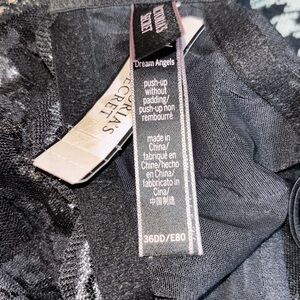 VICTORIA'S
SECRET
Dream Angels
push-up
without
padding/
push-up non
rembourré
made in
China/
fabriqué en
Chine/hecho
en China/
fabbricato in
Cina/
中国制造
36DD/E80
VICTORIA'S
SECRET